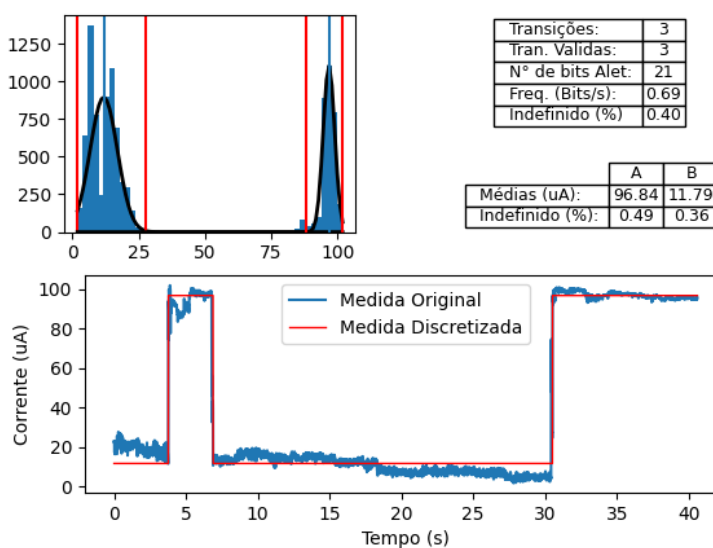 1250
1000
750
500
250
0
0 25 50 75 100
Transições: 3
Tran. Validas: 3
N° de bits Alet: 21
Freq. (Bits/s): 0.69
Indefinido (%) 0.40
A B
Médias (uA): 96.84 11.79
Indefinido (%): 0.49 0.36
Corrente (uA)
100
80
60
40
20
0
Medida Original
Medida Discretizada
0 5 10 15 20 25 30 35 40
Tempo (s)